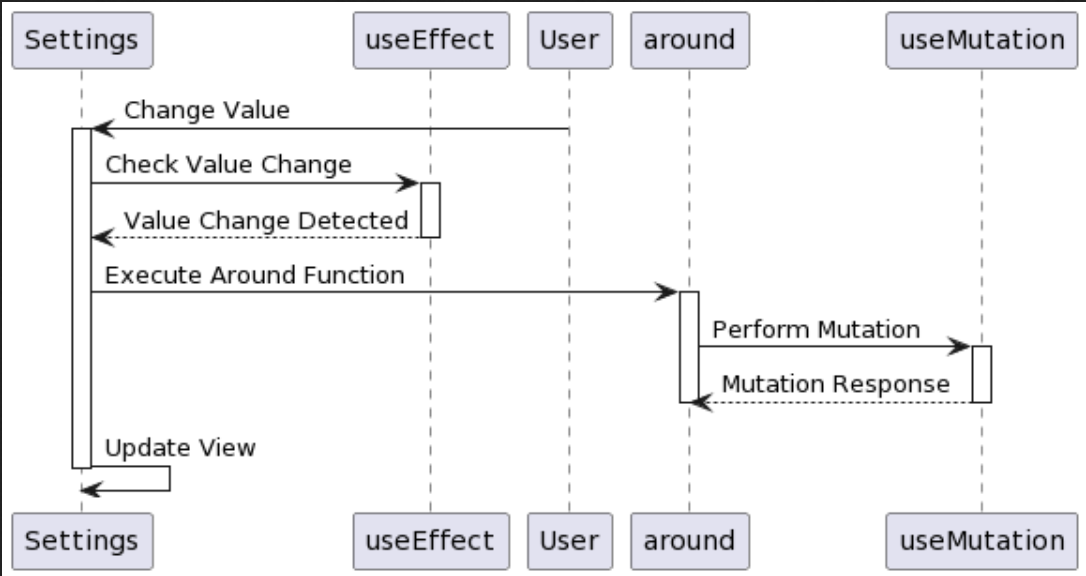 Settings
useEffect
User
around
useMutation
Change Value
Check Value Change
Value Change Detected
Execute Around Function
Perform Mutation
Mutation Response
Update View
Settings
useEffect
User
around
useMutation